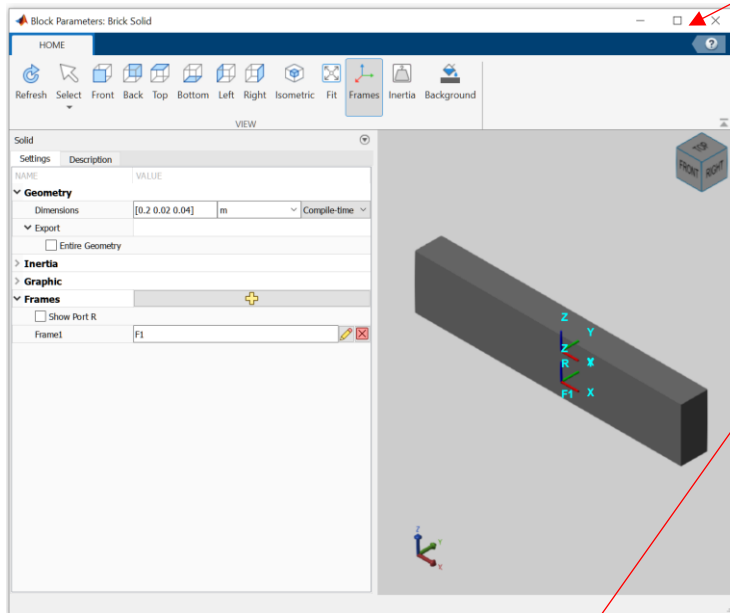 Block Parameters: Brick Solid
HOME
?
Refresh Select Front Back Top Bottom Left Right Isometric Fit Frames Inertia Background
VIEW
Solid
Settings Description
NAME VALUE
Geometry
Dimensions [0.2 0.02 0.04] m Compile-time
Export
Entire Geometry
Inertia
Graphic
Frames
Show Port R
Frame1 F1
TOP
FRONT RIGHT
Z
Y
Z
R
F1 X
Z
Y
X